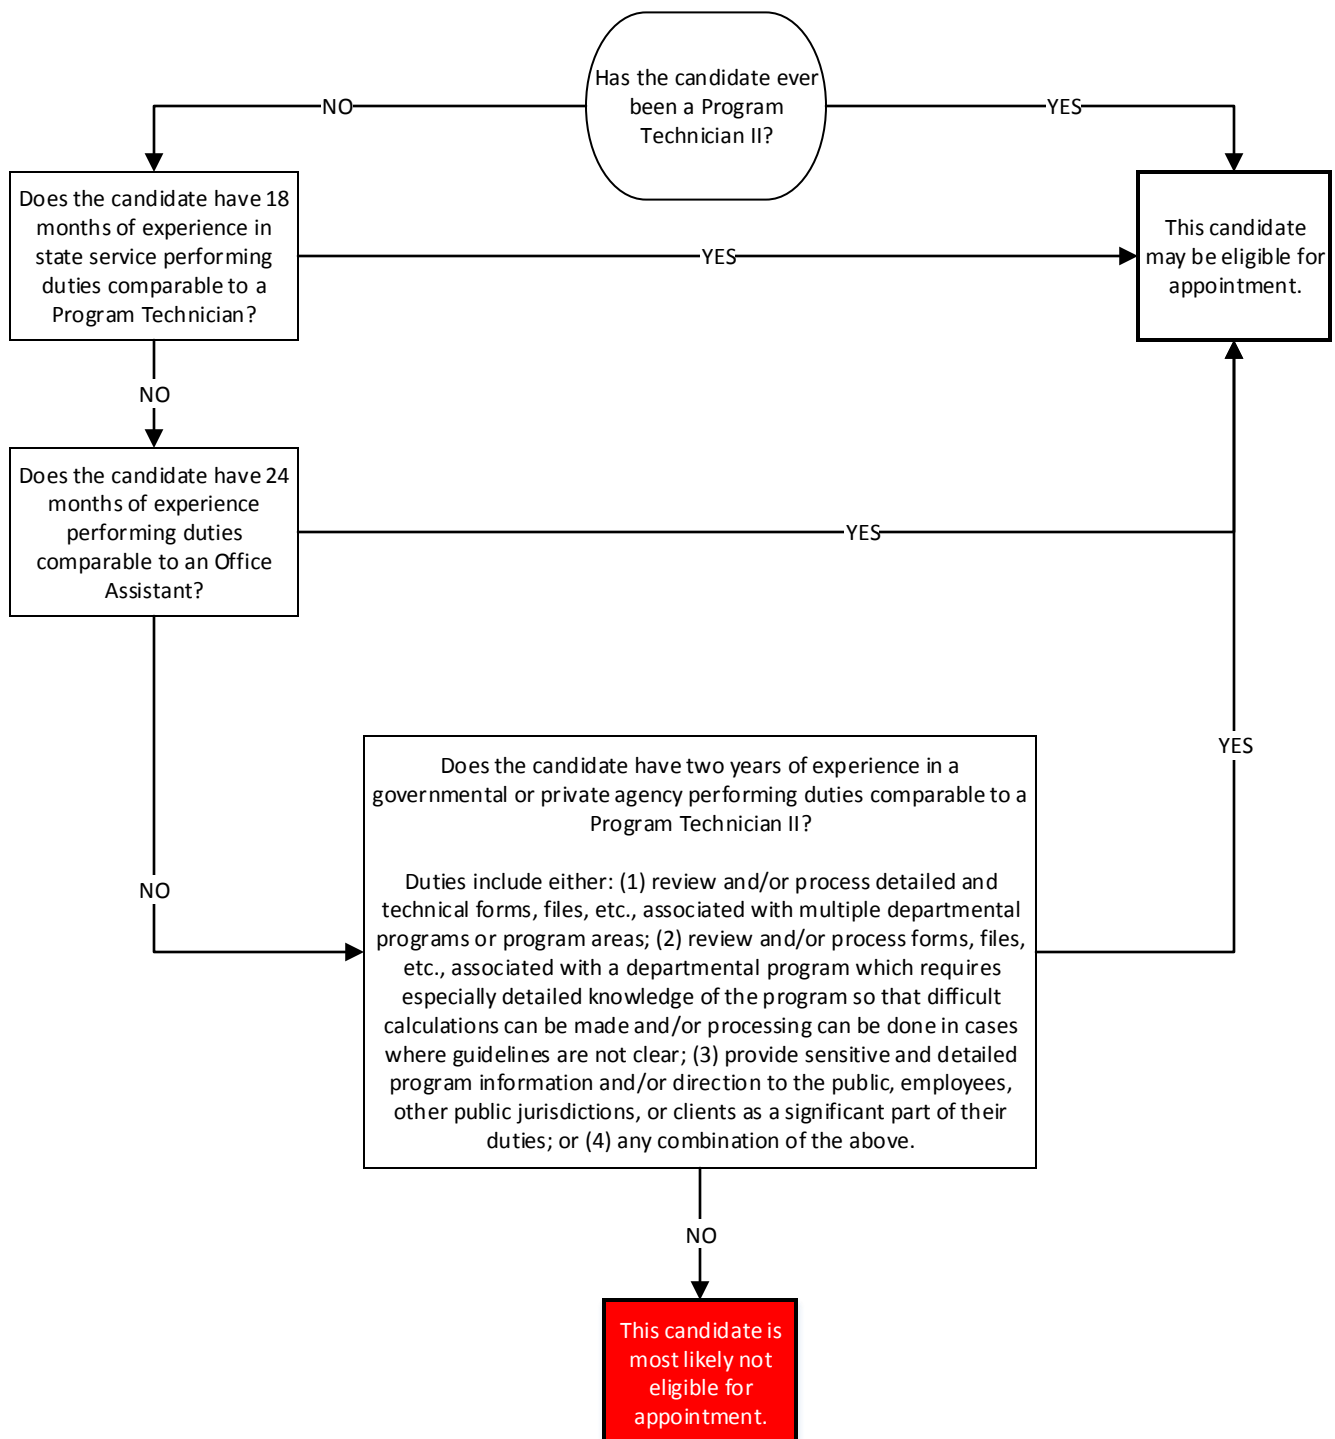 Has the candidate ever
been a Program
Technician II?
NO
YES
Does the candidate have 18
months of experience in
state service performing
duties comparable to a
Program Technician?
YES
This candidate
may be eligible for
appointment.
NO
Does the candidate have 24
months of experience
performing duties
comparable to an Office
Assistant?
YES
YES
NO
Does the candidate have two years of experience in a
governmental or private agency performing duties comparable to a
Program Technician II?
Duties include either: (1) review and/or process detailed and
technical forms, files, etc., associated with multiple departmental
programs or program areas; (2) review and/or process forms, files,
etc., associated with a departmental program which requires
especially detailed knowledge of the program so that difficult
calculations can be made and/or processing can be done in cases
where guidelines are not clear; (3) provide sensitive and detailed
program information and/or direction to the public, employees,
other public jurisdictions, or clients as a significant part of their
duties; or (4) any combination of the above.
NO
This candidate is
most likely not
eligible for
appointment.